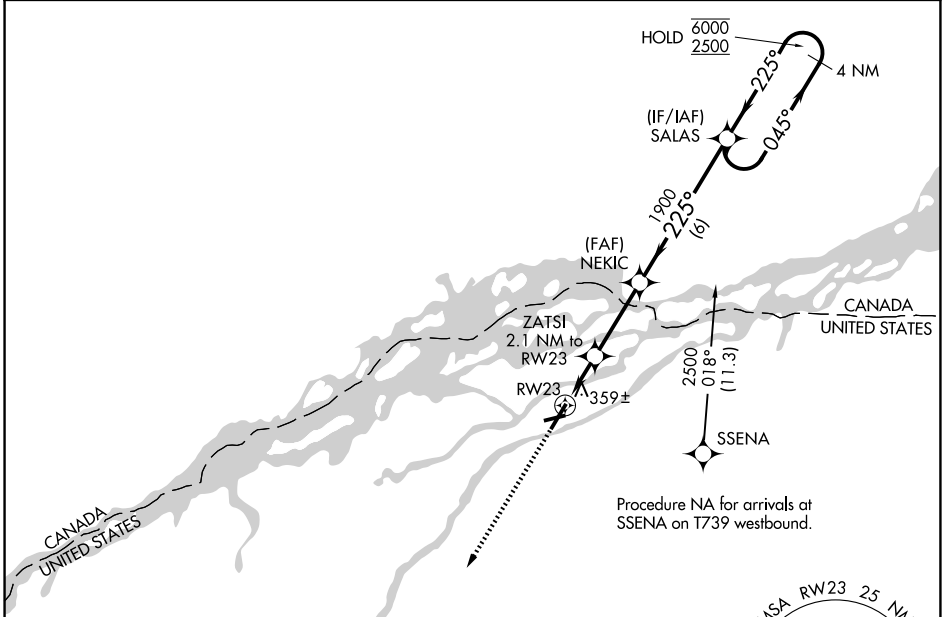 HOLD 6000
2500
4 NM
225°
045°
(IF/IAF)
SALAS
1900
225°
(6)
(FAF)
NEKIC
CANADA
UNITED STATES
ZATSI
2.1 NM to
RW23
RW23
359±
2500
018°
(11.3)
SSENA
Procedure NA for arrivals at
SSENA on T739 westbound.
CANADA
UNITED STATES
MSA RW23 25 NM